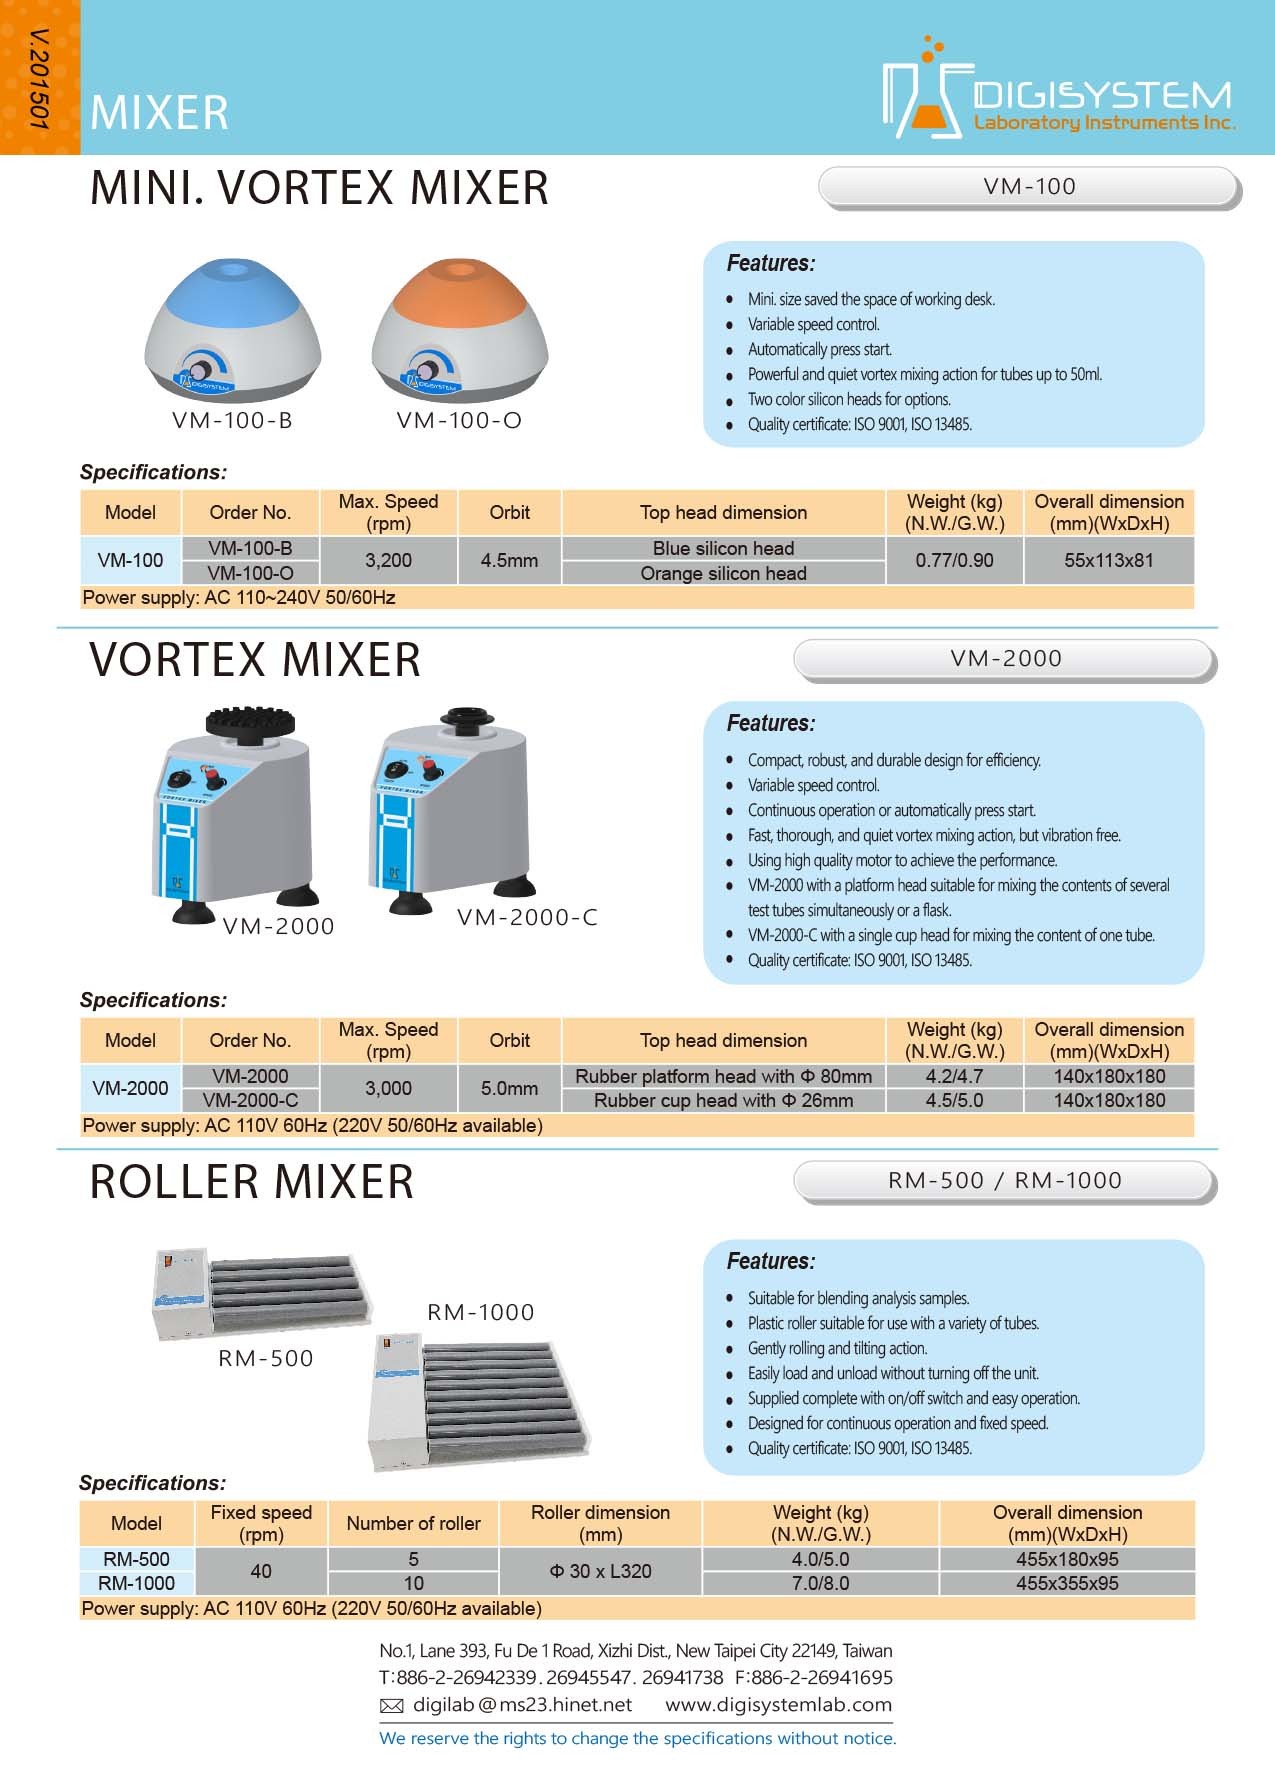 V.201501
MIXER
DIGISYSTEM
Laboratory Instruments Inc.
MINI. VORTEX MIXER
VM-100
VM-100-B
VM-100-O
DIGISYSTEM
DIGISYSTEM
Features:
• Mini. size saved the space of working desk.
• Variable speed control.
• Automatically press start.
• Powerful and quiet vortex mixing action for tubes up to 50ml.
• Two color silicon heads for options.
• Quality certificate: ISO 9001, ISO 13485.
Specifications:
Model Order No. Max. Speed (rpm) Orbit Top head dimension Weight (kg) (N.W./G.W.) Overall dimension (mm)(WxDxH)
VM-100 VM-100-B 3,200 4.5mm Blue silicon head 0.77/0.90 55x113x81
VM-100-O Orange silicon head
Power supply: AC 110~240V 50/60Hz
VORTEX MIXER
VM-2000
VORTEX MIXER
VORTEX MIXER
VM-2000
VM-2000-C
Features:
• Compact, robust, and durable design for efficiency.
• Variable speed control.
• Continuous operation or automatically press start.
• Fast, thorough, and quiet vortex mixing action, but vibration free.
• Using high quality motor to achieve the performance.
• VM-2000 with a platform head suitable for mixing the contents of several
test tubes simultaneously or a flask.
• VM-2000-C with a single cup head for mixing the content of one tube.
• Quality certificate: ISO 9001, ISO 13485.
Specifications:
Model Order No. Max. Speed (rpm) Orbit Top head dimension Weight (kg) (N.W./G.W.) Overall dimension (mm)(WxDxH)
VM-2000 VM-2000 3,000 5.0mm Rubber platform head with Φ 80mm 4.2/4.7 140x180x180
VM-2000-C Rubber cup head with Φ 26mm 4.5/5.0 140x180x180
Power supply: AC 110V 60Hz (220V 50/60Hz available)
ROLLER MIXER
RM-500 / RM-1000
RM-500
RM-1000
Features:
• Suitable for blending analysis samples.
• Plastic roller suitable for use with a variety of tubes.
• Gently rolling and tilting action.
• Easily load and unload without turning off the unit.
• Supplied complete with on/off switch and easy operation.
• Designed for continuous operation and fixed speed.
• Quality certificate: ISO 9001, ISO 13485.
Specifications:
Model Fixed speed (rpm) Number of roller Roller dimension (mm) Weight (kg) (N.W./G.W.) Overall dimension (mm)(WxDxH)
RM-500 40 5 Φ 30 x L320 4.0/5.0 455x180x95
RM-1000 10 7.0/8.0 455x355x95
Power supply: AC 110V 60Hz (220V 50/60Hz available)
No.1, Lane 393, Fu De 1 Road, Xizhi Dist., New Taipei City 22149, Taiwan
T:886-2-26942339. 26945547. 26941738 F:886-2-26941695
digilab@ms23.hinet.net www.digisystemlab.com
We reserve the rights to change the specifications without notice.